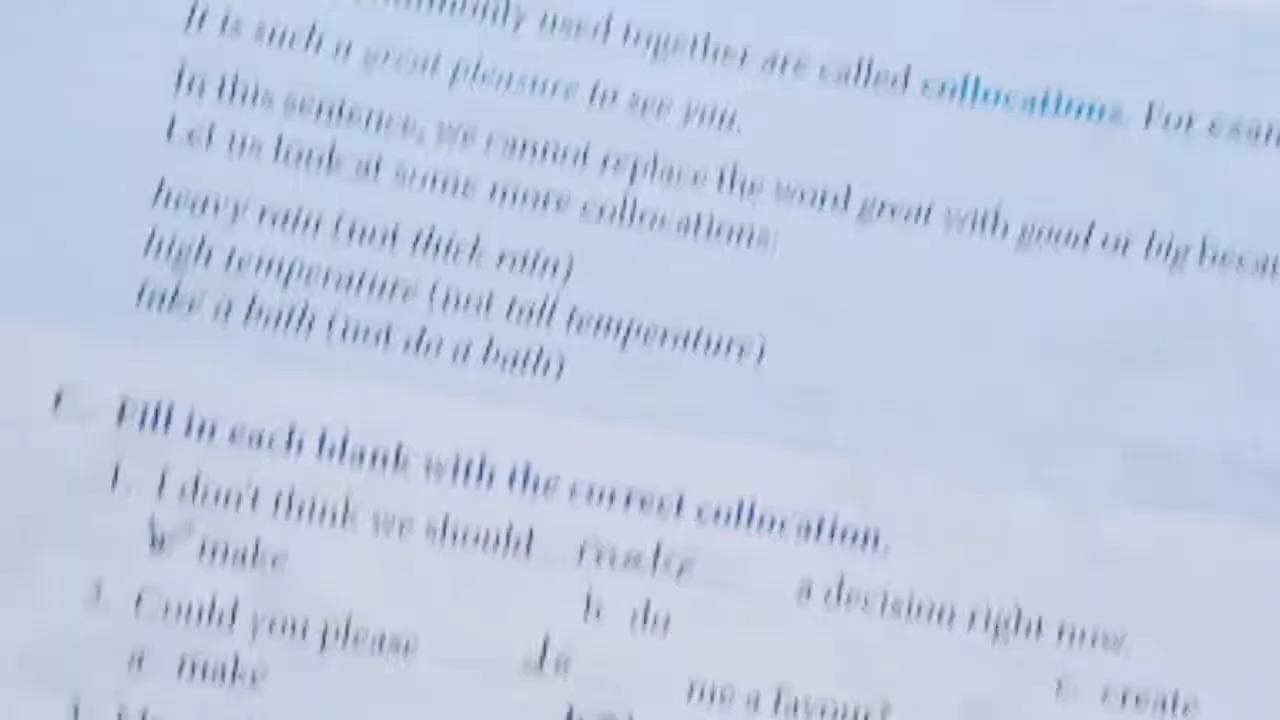 used together are called collocations. For
It is such a great pleasure to see you.
In this sentence, we cannot replace the word great with good or big
Let us look at some more collocations:
heavy rain (not thick rain)
high temperature (not tall temperature)
take a bath (not do a bath)
Fill in each blank with the correct collocation.
1. I don't think we should make a decision right now.
make b. do c. create
Could you please do me a favour?
a. make